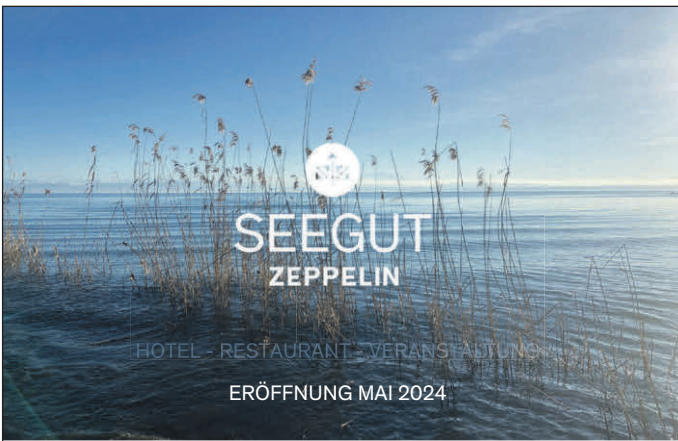 SEEGUT
ZEPPELIN
HOTEL - RESTAURANT - VERANSTALTUNG
ERÖFFNUNG MAI 2024